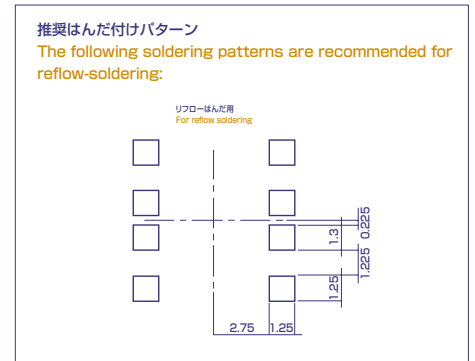 推奨はんだ付けパターン
The following soldering patterns are recommended for
reflow-soldering:
リフローはんだ用
For reflow soldering
0.225
1.3
1.225
1.25
2.75
1.25